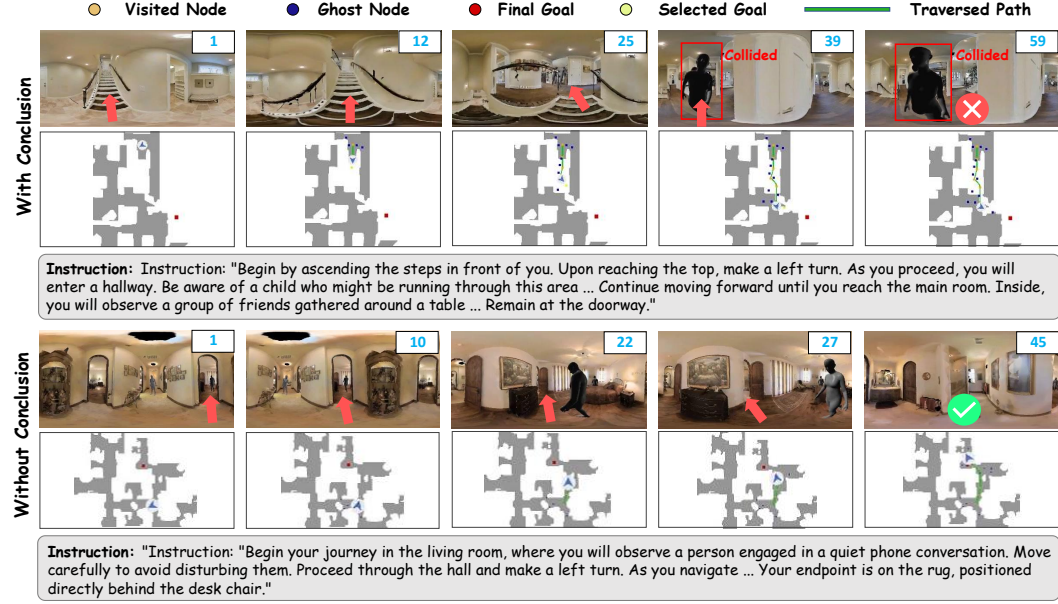 Visited Node Ghost Node Final Goal Selected Goal Traversed Path
With Conclusion
1 12 25 39 59
Collided Collided
Instruction: Instruction: "Begin by ascending the steps in front of you. Upon reaching the top, make a left turn. As you proceed, you will
enter a hallway. Be aware of a child who might be running through this area ... Continue moving forward until you reach the main room. Inside,
you will observe a group of friends gathered around a table ... Remain at the doorway."
Without Conclusion
1 10 22 27 45
Instruction: "Instruction: "Begin your journey in the living room, where you will observe a person engaged in a quiet phone conversation. Move
carefully to avoid disturbing them. Proceed through the hall and make a left turn. As you navigate ... Your endpoint is on the rug, positioned
directly behind the desk chair."